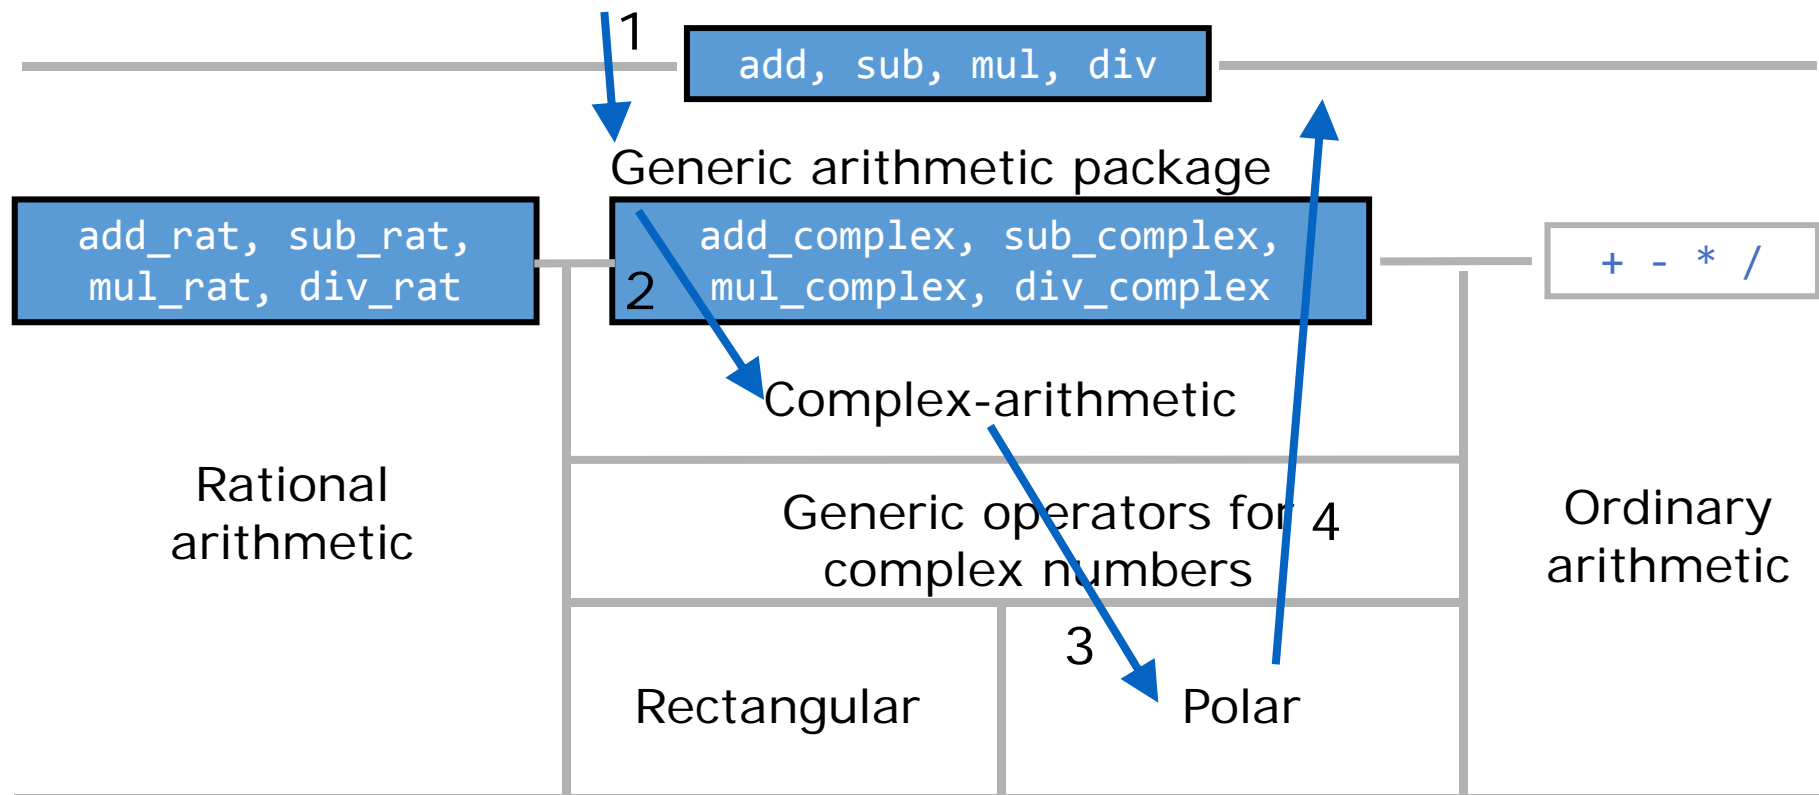 1
add, sub, mul, div
Generic arithmetic package
add_rat, sub_rat,
mul_rat, div_rat
add_complex, sub_complex,
mul_complex, div_complex
2
+ - * /
Complex-arithmetic
Rational
arithmetic
Generic operators for
complex numbers
4
Ordinary
arithmetic
3
Rectangular
Polar